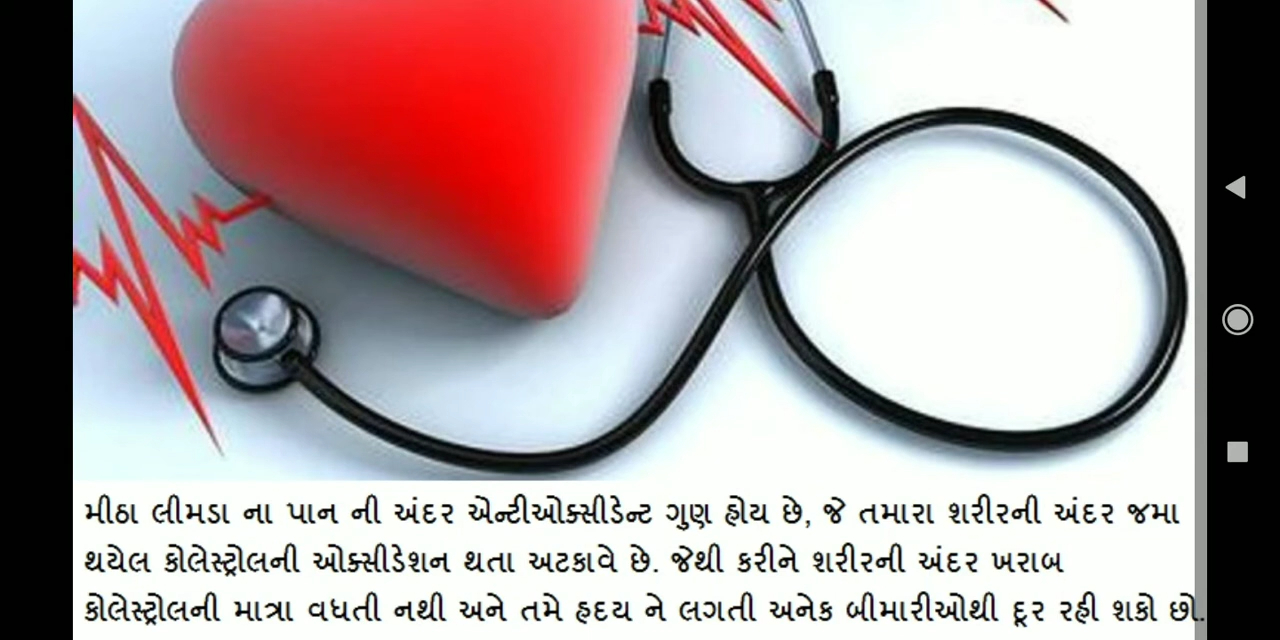 મીઠા લીમડા ના પાન ની અંદર એન્ટીઓક્સીડેન્ટ ગુણ હોય છે, જે તમારા શરીરની અંદર જમા
થયેલ કોલેસ્ટ્રોલની ઓક્સીડેશન થતા અટકાવે છે. જેથી કરીને શરીરની અંદર ખરાબ
કોલેસ્ટ્રોલની માત્રા વધતી નથી અને તમે હ્રદય ને લગતી અનેક બીમારીઓથી દૂર રહી શકો છો.